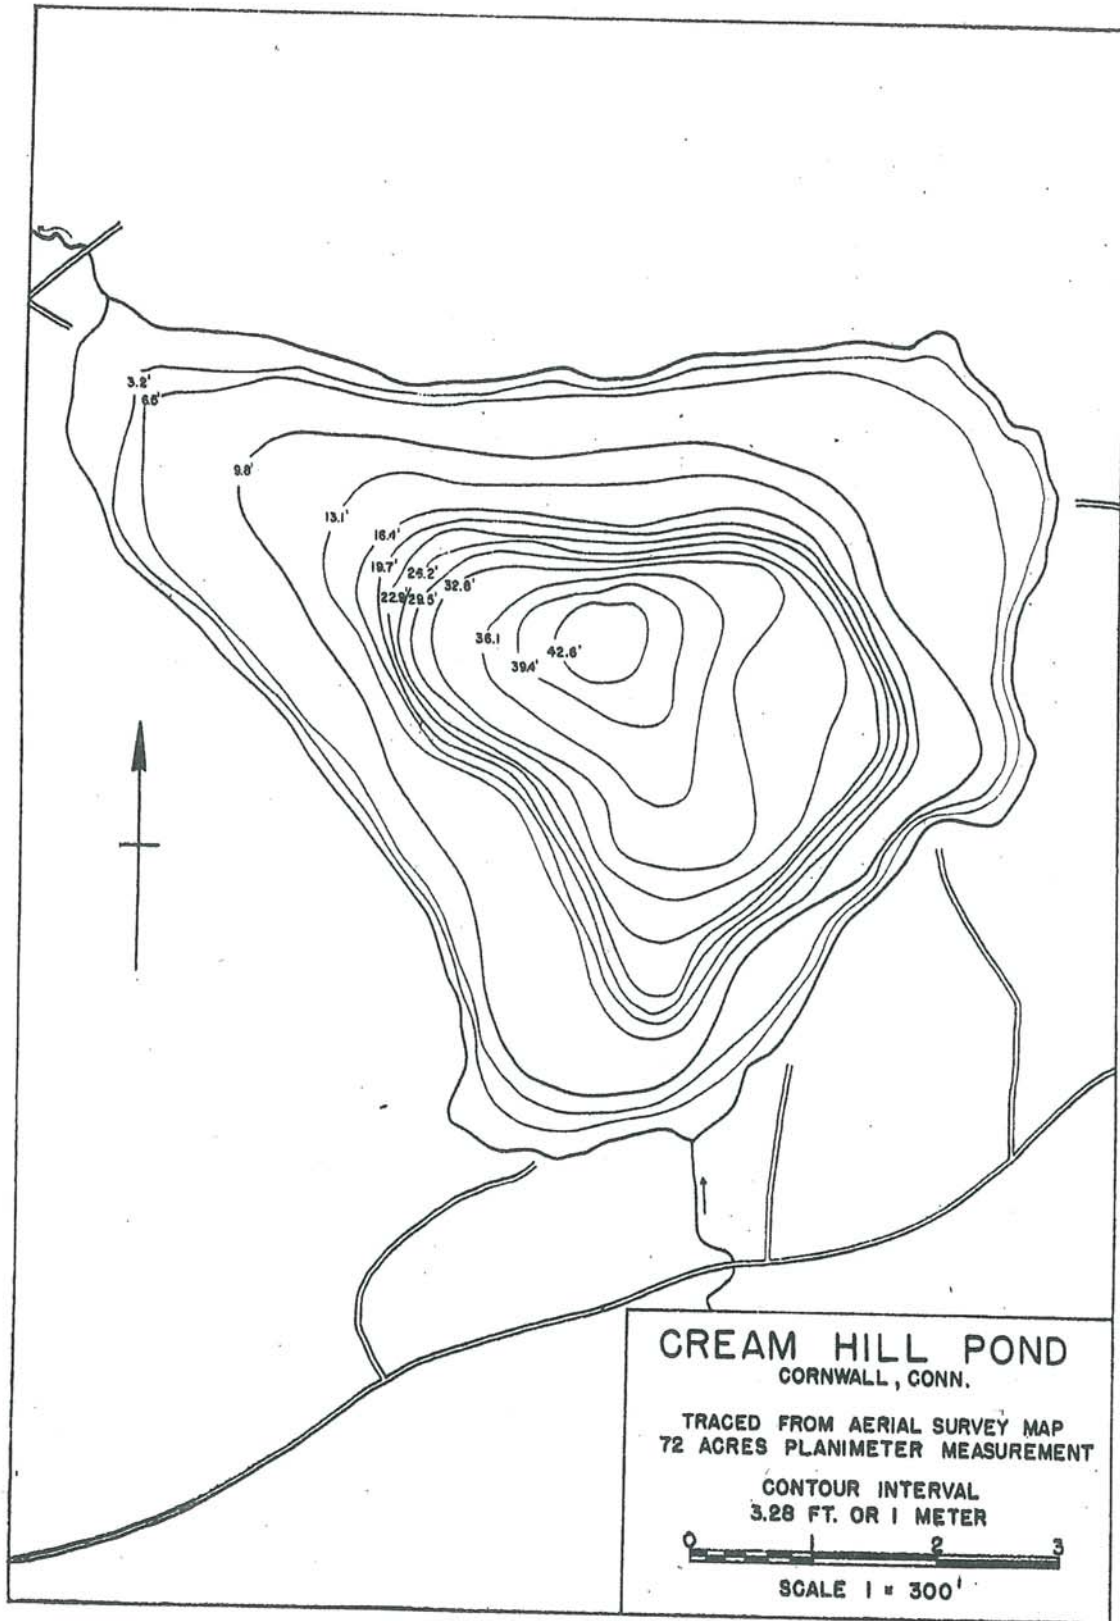 3.2'
6.5'
9.8'
13.1'
16.4'
19.7'
26.2'
22.9'
29.5'
32.8'
36.1
39.4'
42.6'
CREAM HILL POND
CORNWALL, CONN.
TRACED FROM AERIAL SURVEY MAP
72 ACRES PLANIMETER MEASUREMENT
CONTOUR INTERVAL
3.28 FT. OR 1 METER
0 1 2 3
SCALE 1 = 300'